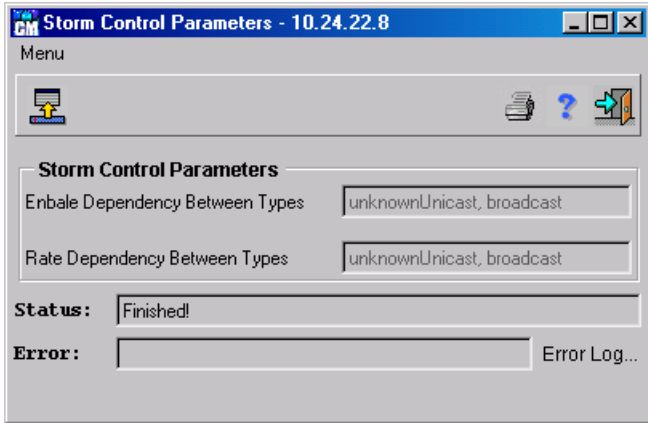 CM Storm Control Parameters - 10.24.22.8
Menu
Storm Control Parameters
Enbale Dependency Between Types unknownUnicast, broadcast
Rate Dependency Between Types unknownUnicast, broadcast
Status: Finished!
Error: Error Log...